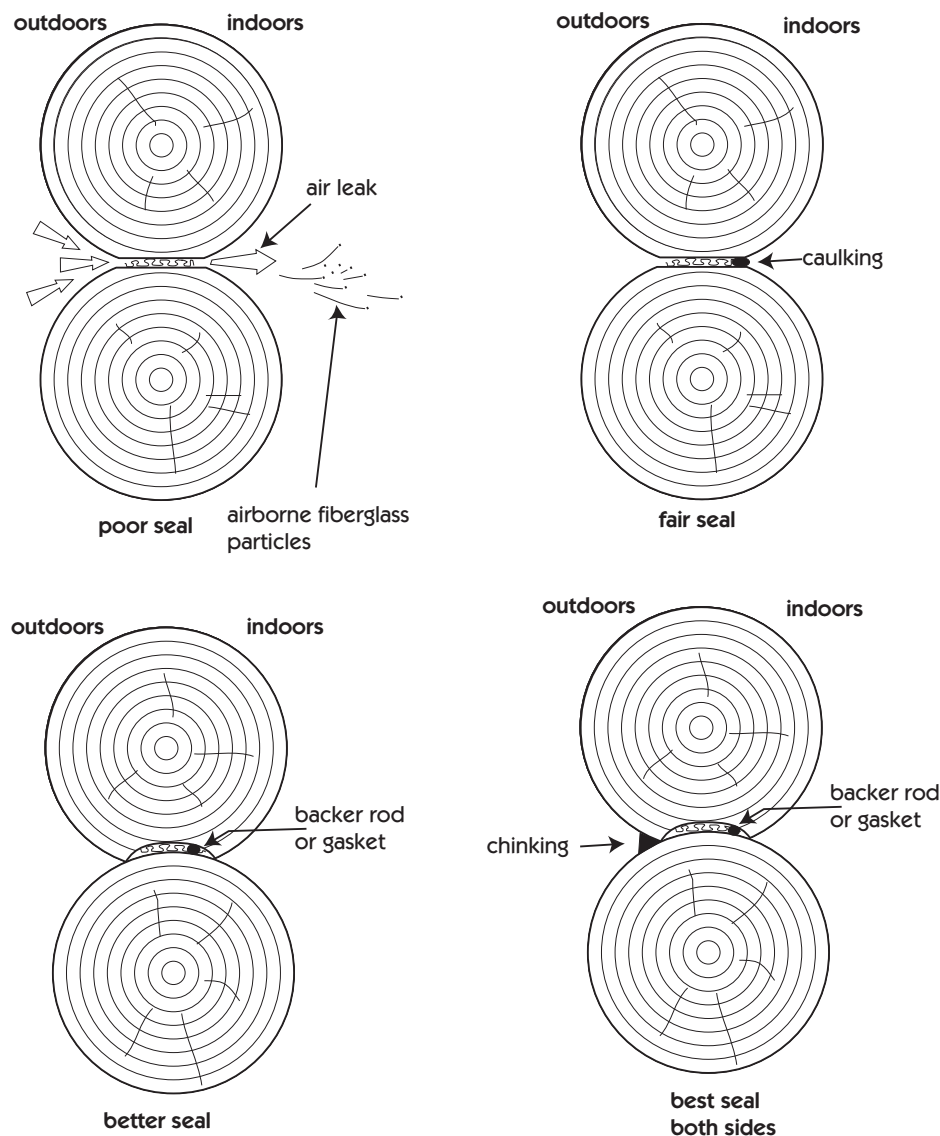 outdoors
indoors
air leak
poor seal
airborne fiberglass
particles
outdoors
indoors
caulking
fair seal
outdoors
indoors
backer rod
or gasket
better seal
outdoors
indoors
backer rod
or gasket
chinking
best seal
both sides